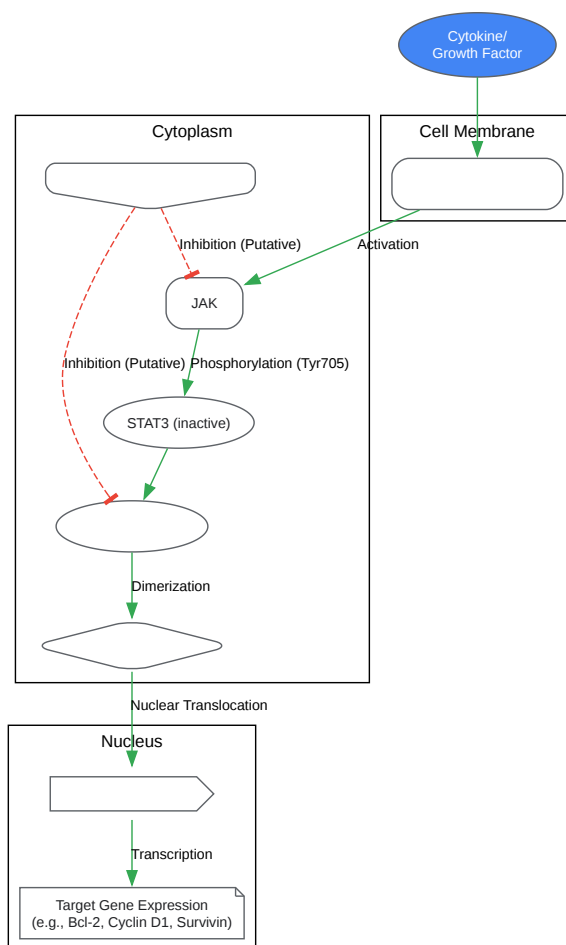 Cytokine/
Growth Factor
Cytoplasm
Cell Membrane
Inhibition (Putative)
Activation
JAK
Inhibition (Putative)
Phosphorylation (Tyr705)
STAT3 (inactive)
Dimerization
Nuclear Translocation
Nucleus
Transcription
Target Gene Expression
(e.g., Bcl-2, Cyclin D1, Survivin)